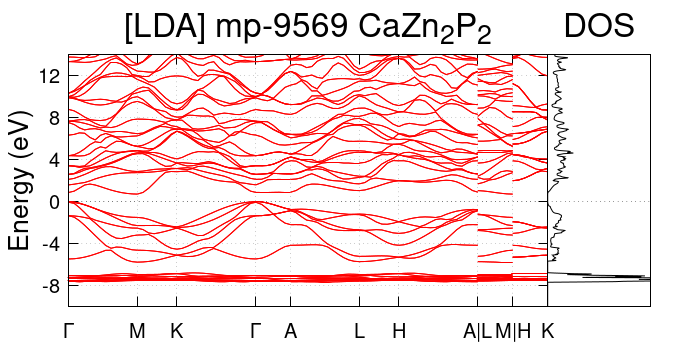 [LDA] mp-9569 CaZn₂P₂ DOS
Energy (eV)
12
8
4
0
-4
-8
Γ M K Γ A L H A|L M|H K